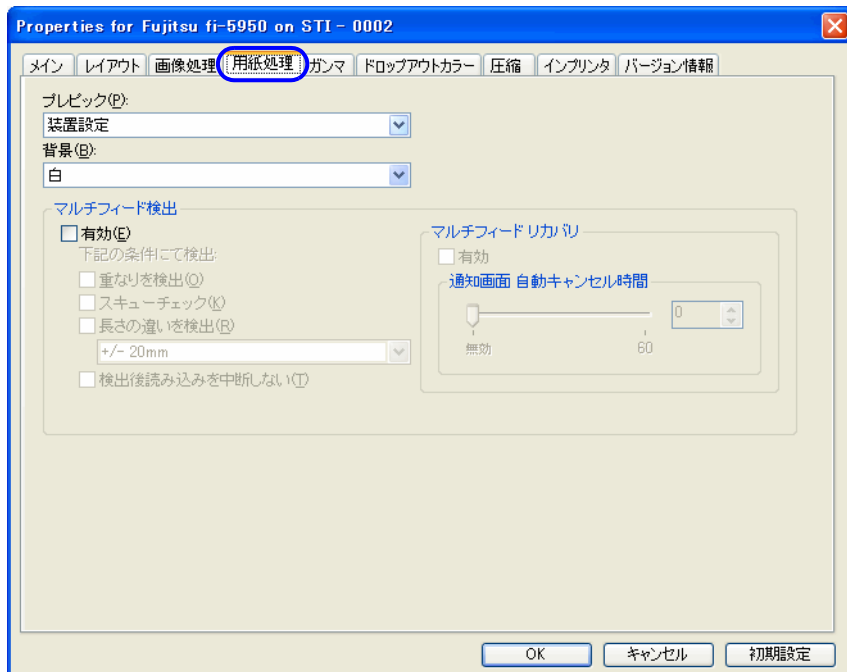 Properties for Fujitsu fi-5950 on STI - 0002
メイン レイアウト 画像処理 用紙処理 ガンマ ドロップアウトカラー 圧縮 インプリンタ バージョン情報
プレピック(P):
装置設定
背景(B):
白
マルチフィード検出
有効(E)
下記の条件にて検出:
重なりを検出(O)
スキューチェック(K)
長さの違いを検出(R)
+/- 20mm
検出後読み込みを中断しない(T)
マルチフィード リカバリ
有効
通知画面 自動キャンセル時間
0
無効 60
OK キャンセル 初期設定